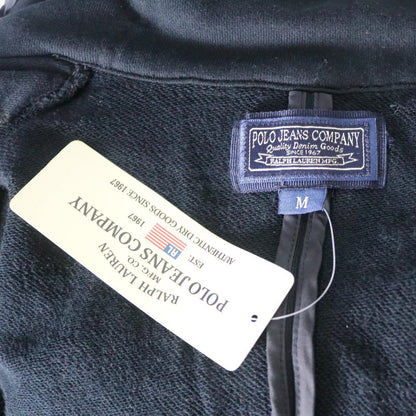 POLO JEANS COMPANY
Quality Denim Goods
SINCE 1967
RALPH LAUREN MFG.
M
RALPH LAUREN
MFG. CO.
POLO JEANS COMPANY
EST. RL 1967
AUTHENTIC DRY GOODS SINCE 1967